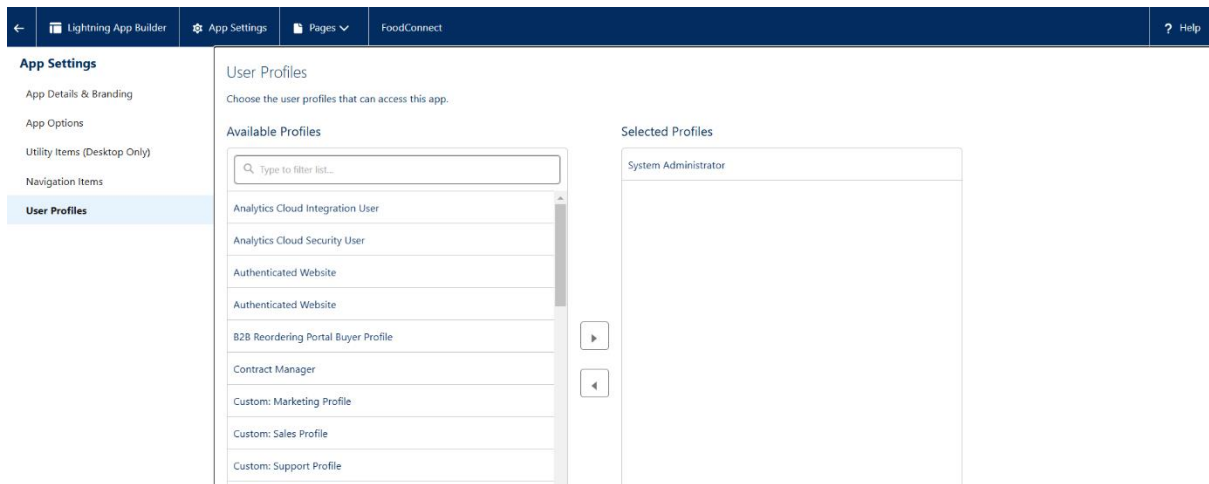 Lightning App Builder
App Settings
Pages
FoodConnect
? Help
App Settings
App Details & Branding
App Options
Utility Items (Desktop Only)
Navigation Items
User Profiles
User Profiles
Choose the user profiles that can access this app.
Available Profiles
Type to filter list...
Analytics Cloud Integration User
Analytics Cloud Security User
Authenticated Website
Authenticated Website
B2B Reordering Portal Buyer Profile
Contract Manager
Custom: Marketing Profile
Custom: Sales Profile
Custom: Support Profile
Selected Profiles
System Administrator